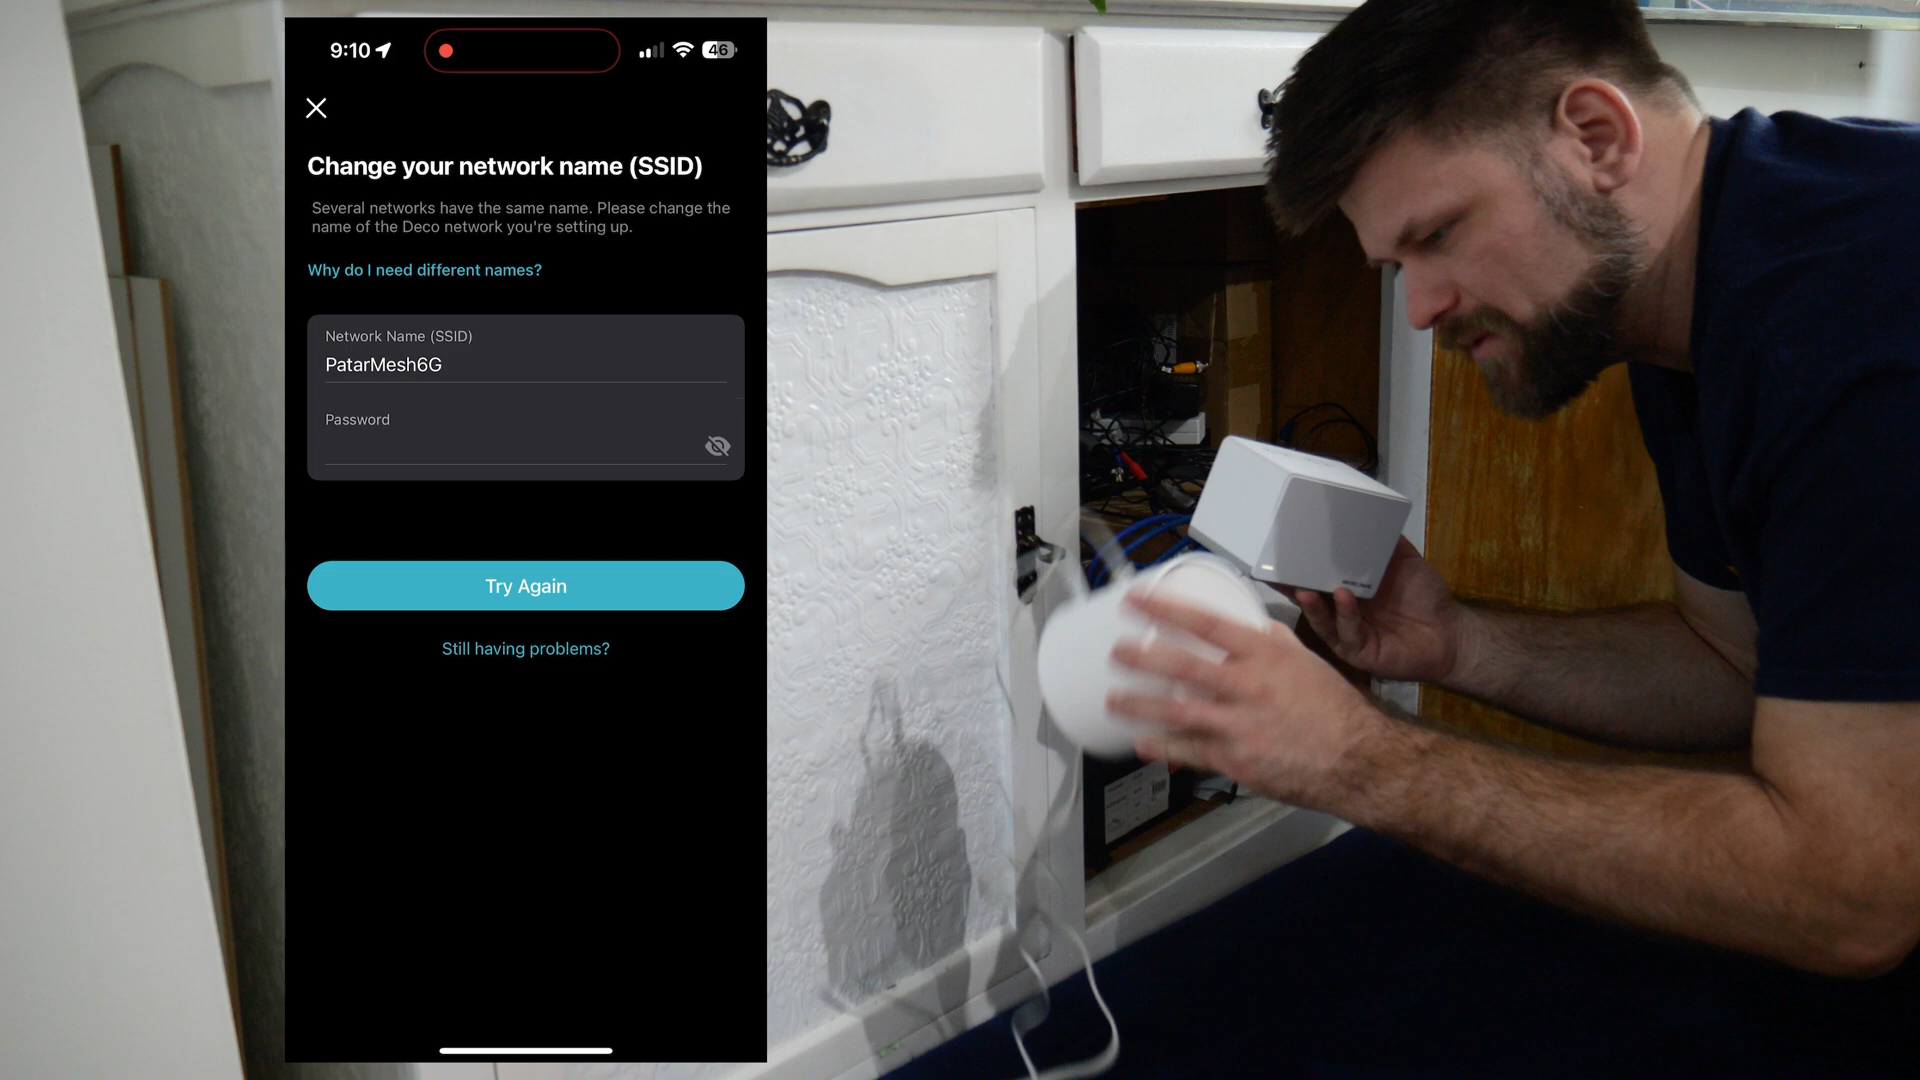 9:10
46
Change your network name (SSID)
Several networks have the same name. Please change the
name of the Deco network you're setting up.
Why do I need different names?
Network Name (SSID)
PatarMesh6G
Password
Try Again
Still having problems?